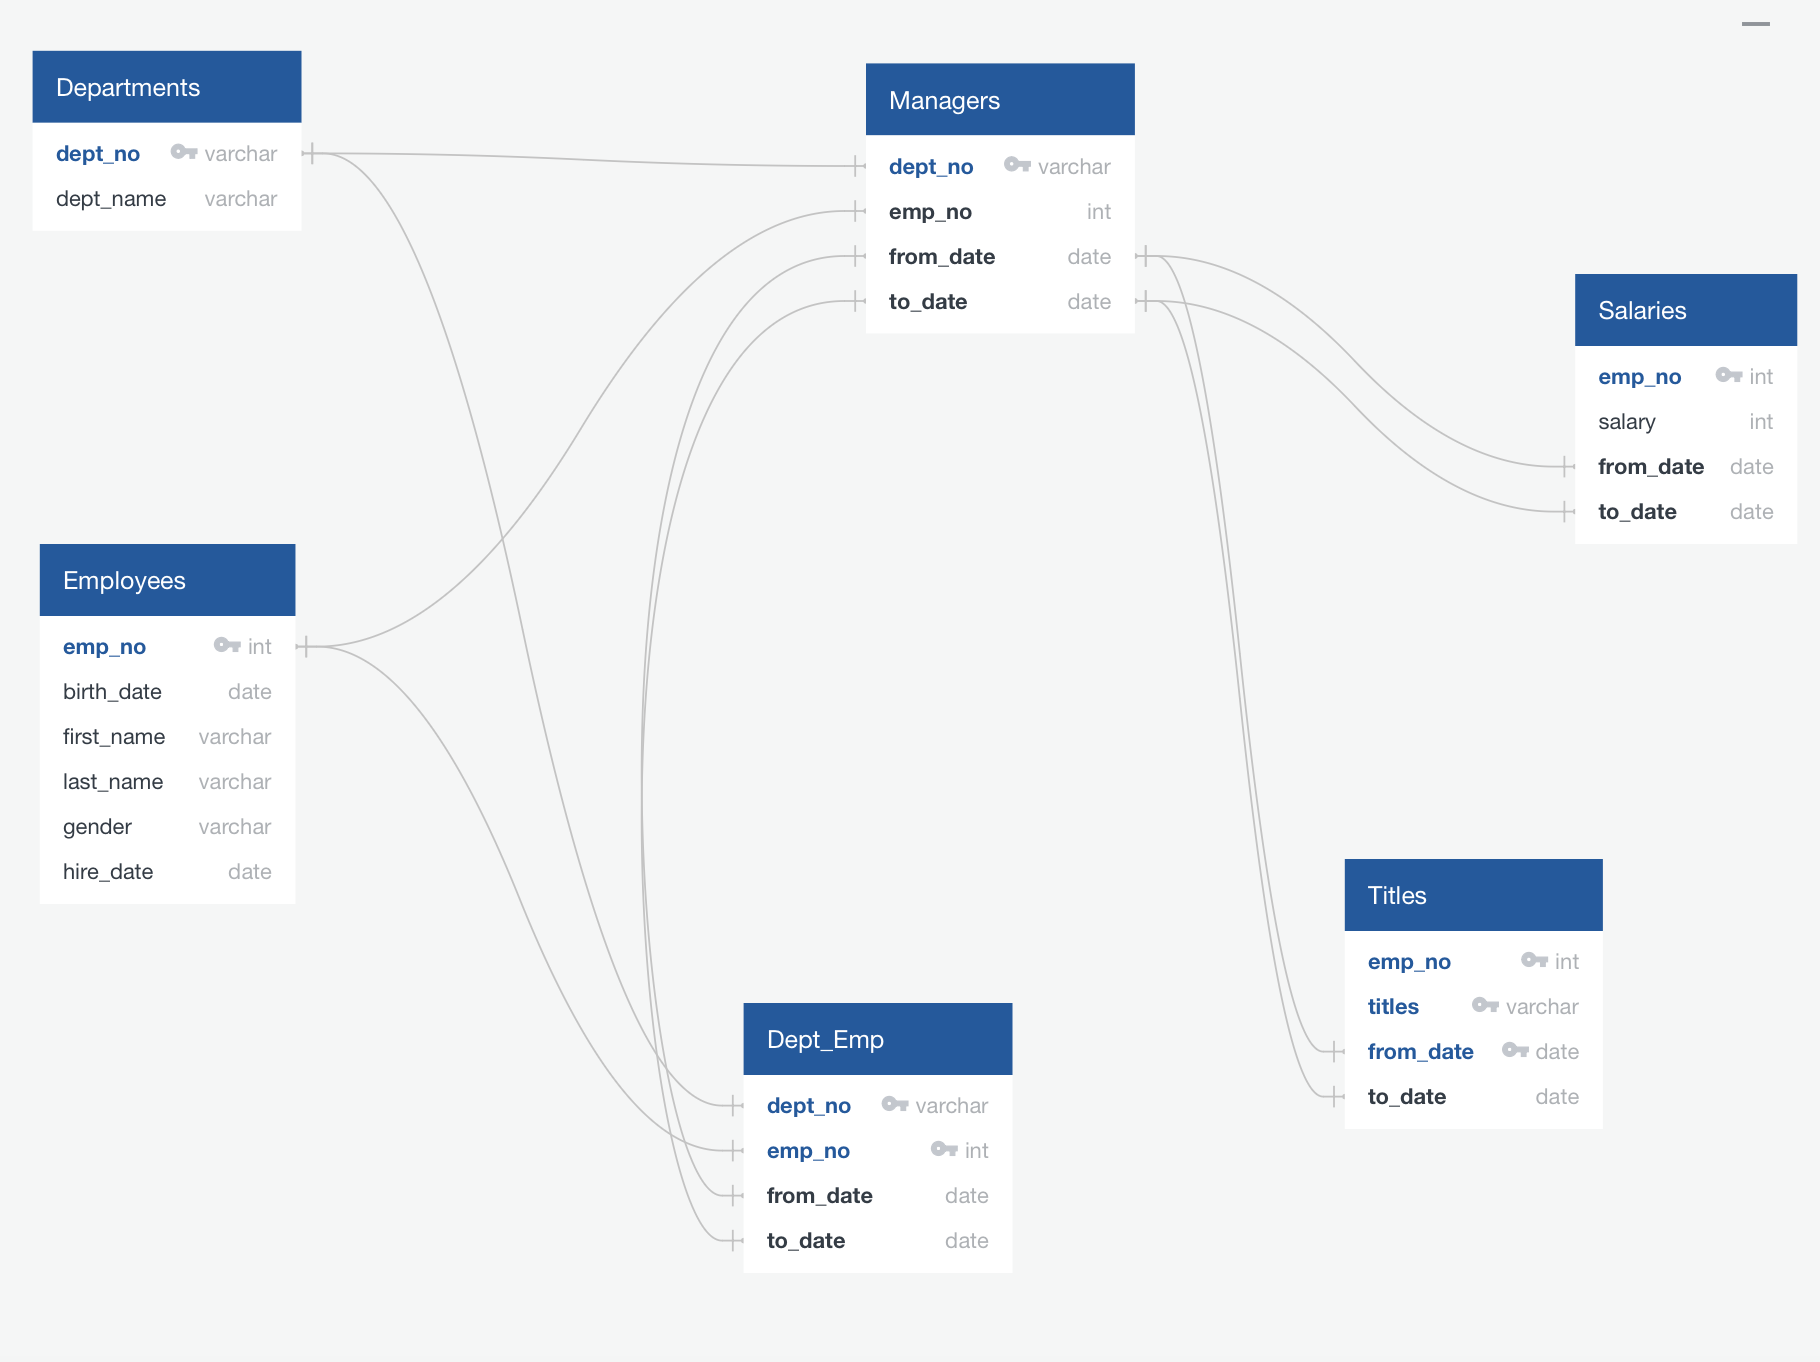 Departments
dept_no varchar
dept_name varchar
Managers
dept_no varchar
emp_no int
from_date date
to_date date
Salaries
emp_no int
salary int
from_date date
to_date date
Employees
emp_no int
birth_date date
first_name varchar
last_name varchar
gender varchar
hire_date date
Titles
emp_no int
titles varchar
from_date date
to_date date
Dept_Emp
dept_no varchar
emp_no int
from_date date
to_date date